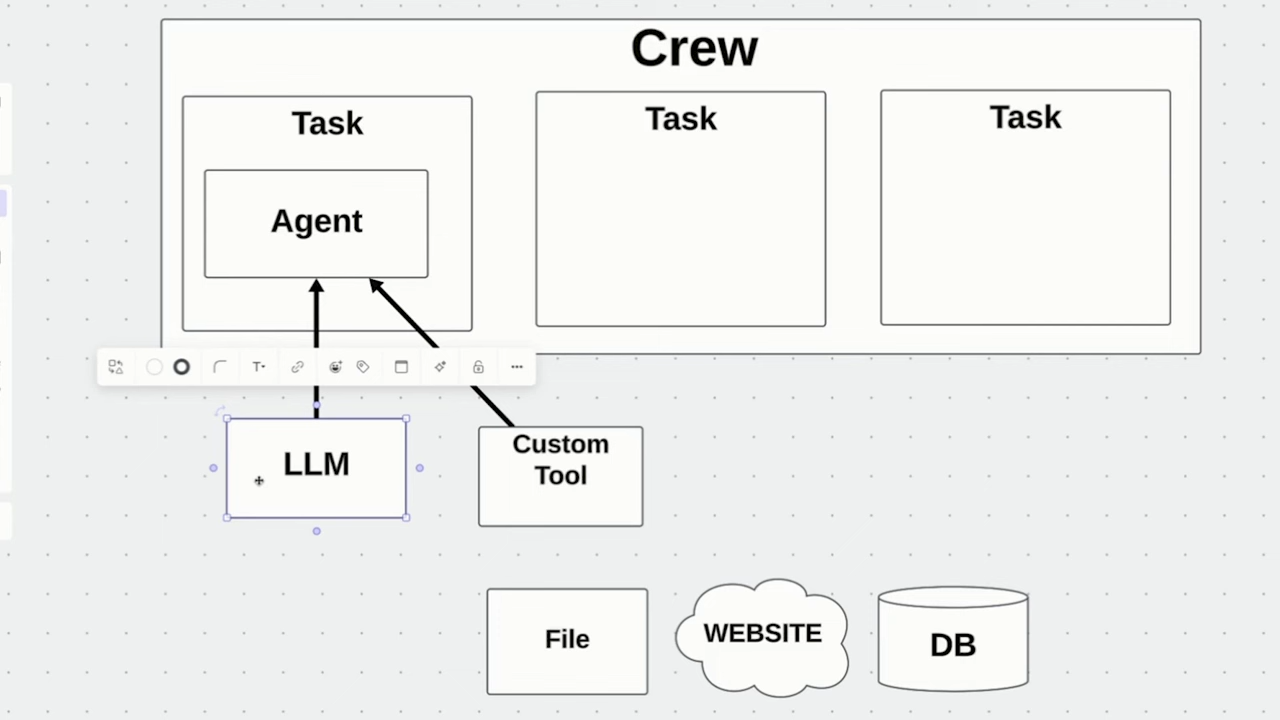 Crew
Task
Task
Task
Agent
LLM
Custom
Tool
File
WEBSITE
DB